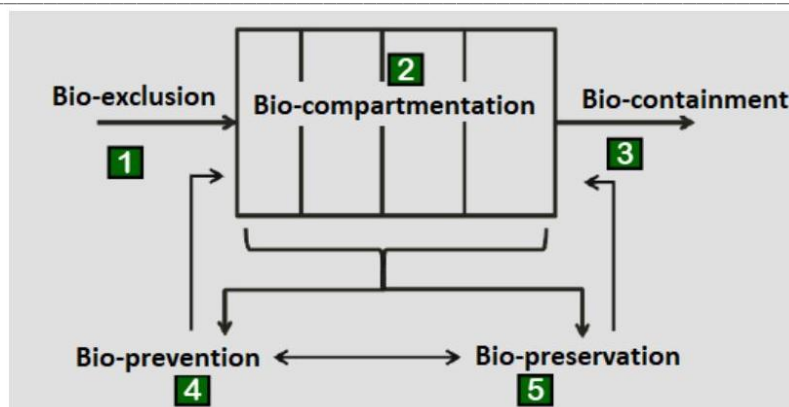 2
Bio-exclusion
Bio-compartmentation
Bio-containment
1
3
Bio-prevention
Bio-preservation
4
5